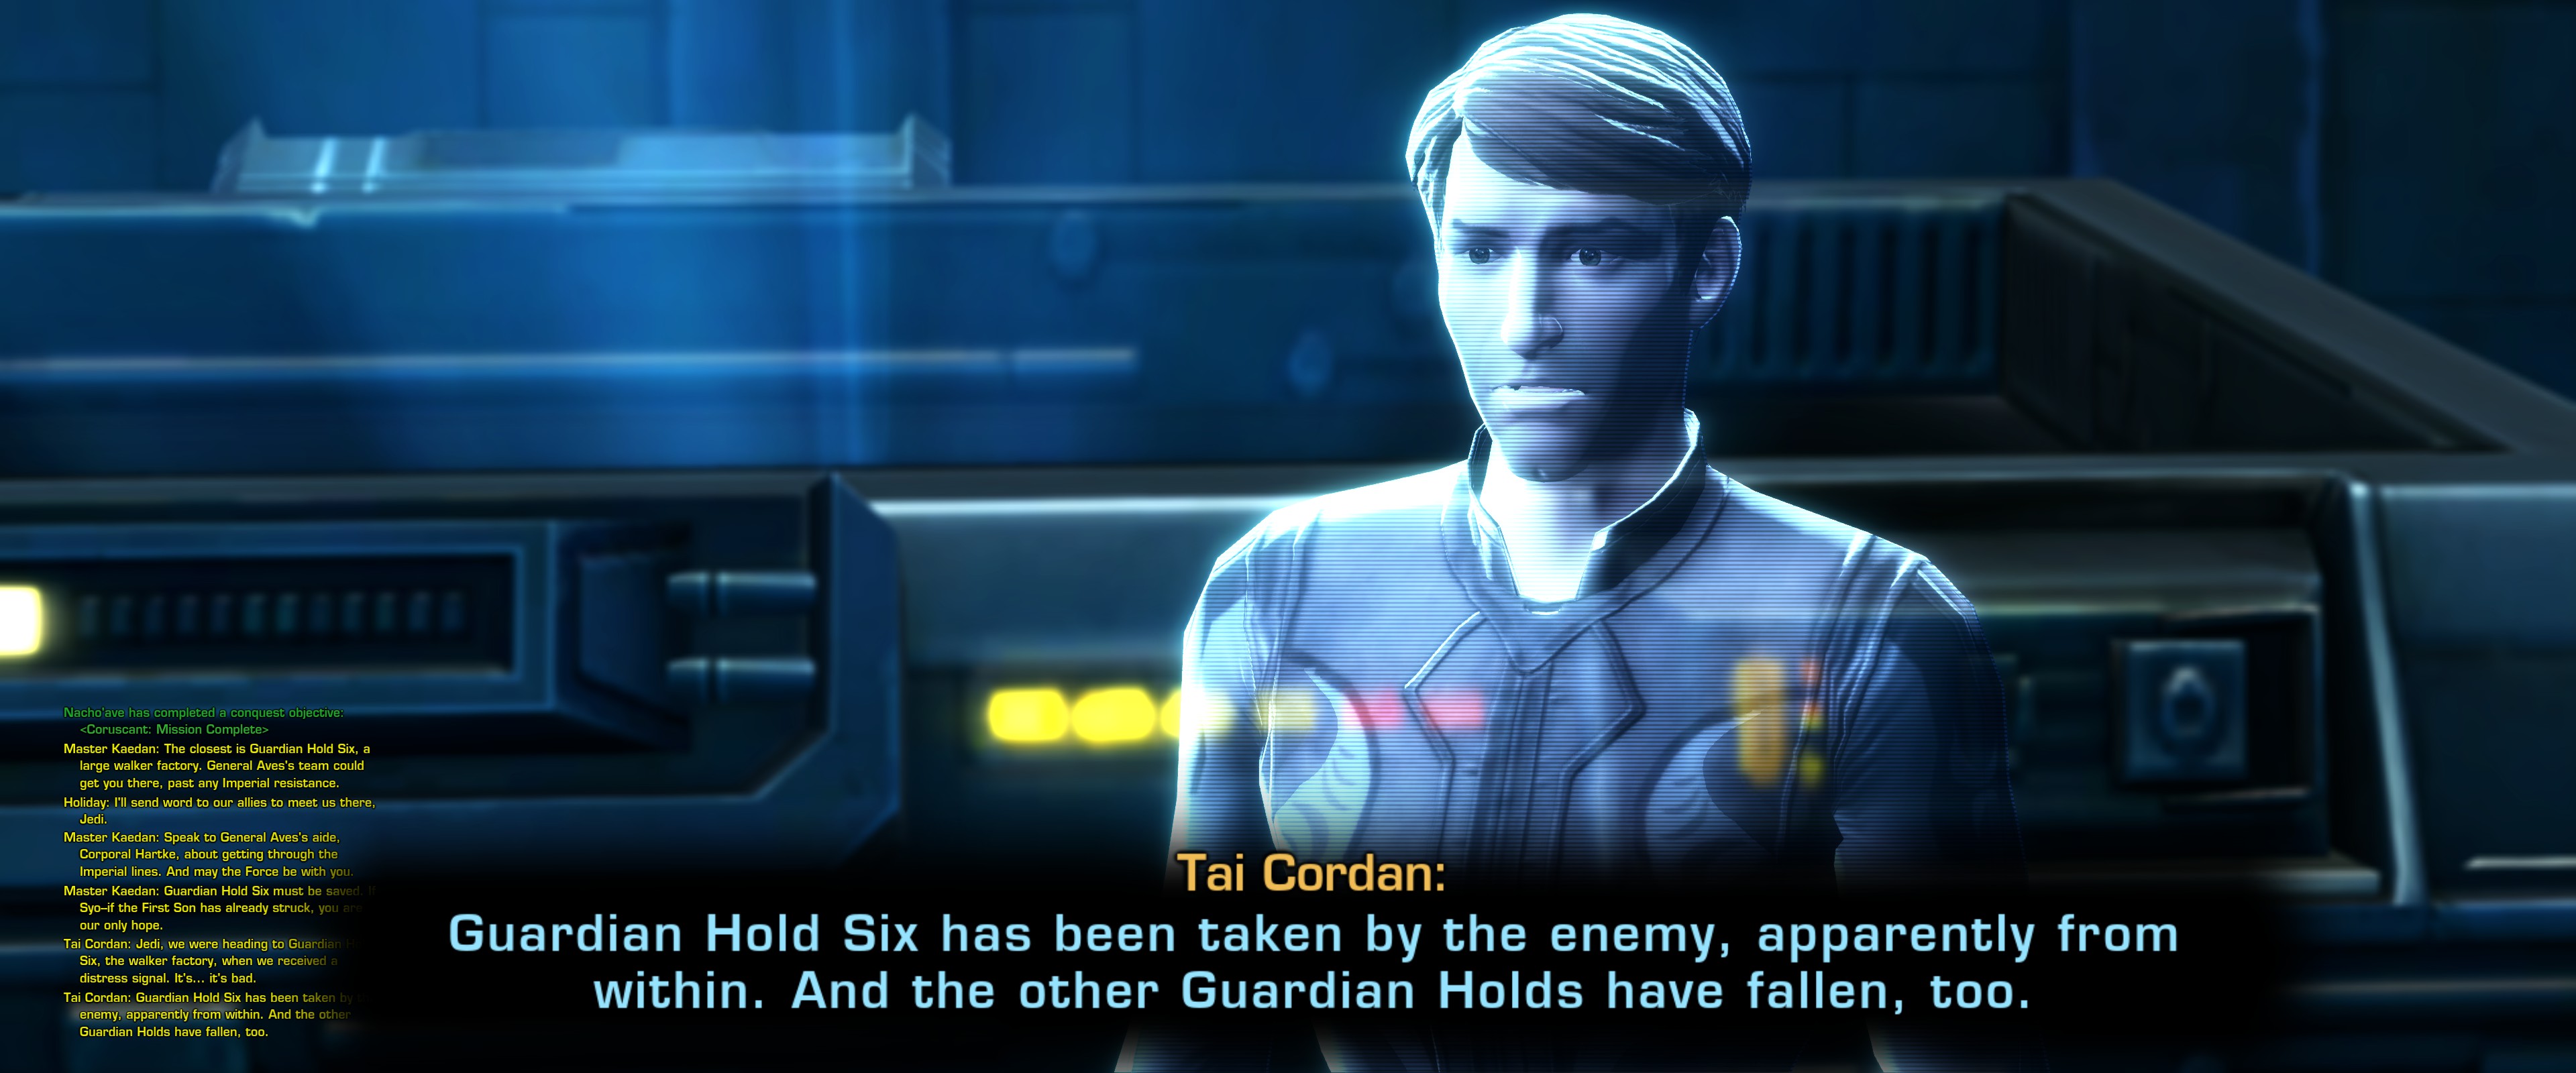 Nacho'ave has completed a conquest objective:
<Coruscant: Mission Complete>
Master Kaedan: The closest is Guardian Hold Six, a
large walker factory. General Aves's team could
get you there, past any Imperial resistance.
Holiday: I'll send word to our allies to meet us there,
Jedi.
Master Kaedan: Speak to General Aves's aide,
Corporal Hartke, about getting through the
Imperial lines. And may the Force be with you.
Master Kaedan: Guardian Hold Six must be saved. If
Syo–if the First Son has already struck, you are
our only hope.
Tai Cordan: Jedi, we were heading to Guardian
Six, the walker factory, when we received a
distress signal. It's... it's bad.
Tai Cordan: Guardian Hold Six has been taken by
enemy, apparently from within. And the other
Guardian Holds have fallen, too.
Tai Cordan:
Guardian Hold Six has been taken by the enemy, apparently from
within. And the other Guardian Holds have fallen, too.